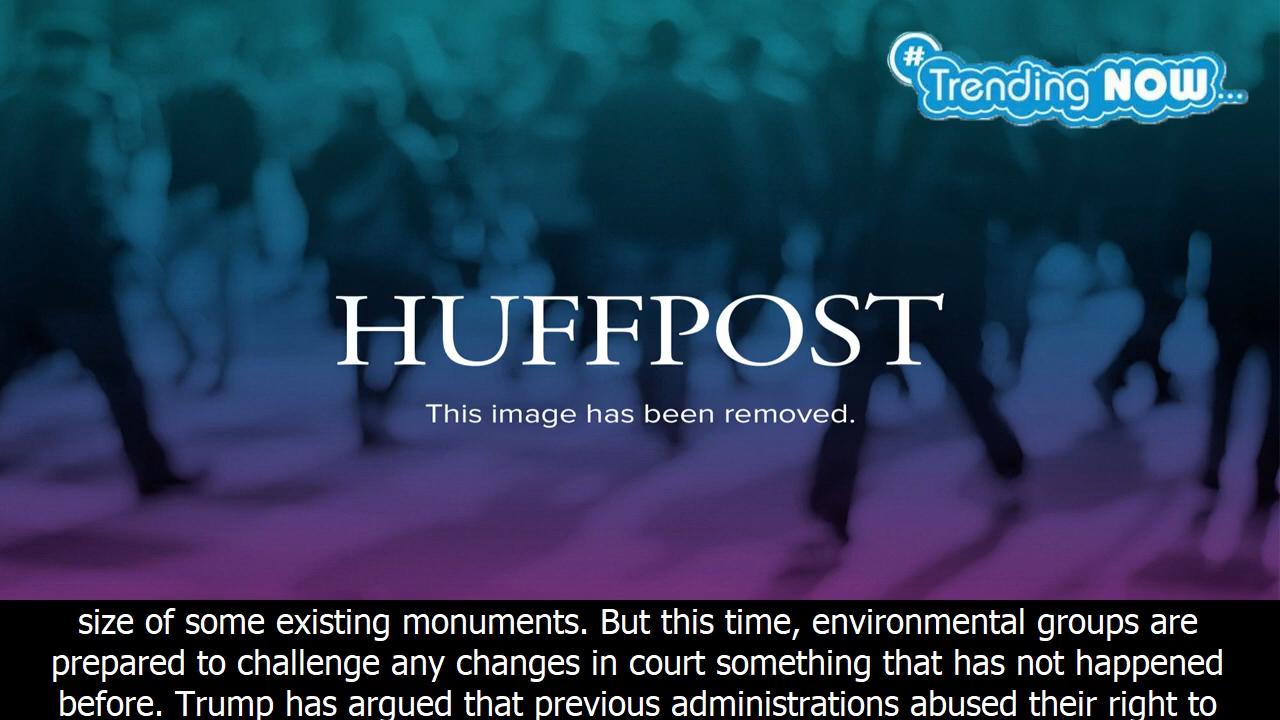 # Trending NOW...
HUFFPOST
This image has been removed.
size of some existing monuments. But this time, environmental groups are
prepared to challenge any changes in court something that has not happened
before. Trump has argued that previous administrations abused their right to